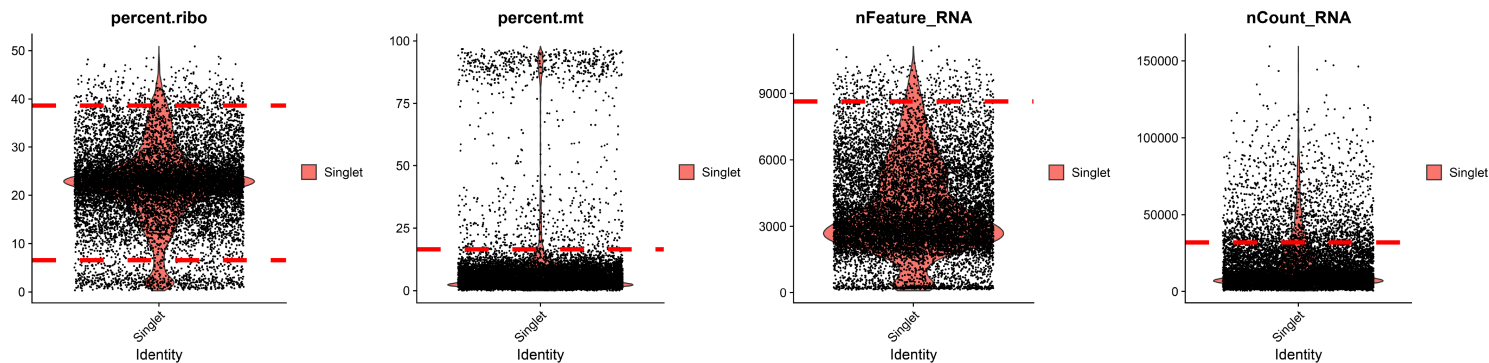 percent.ribo
50
40
30
20
10
0
Singlet
Identity
Singlet
percent.mt
100
75
50
25
0
Singlet
Identity
Singlet
nFeature_RNA
9000
6000
3000
0
Singlet
Identity
Singlet
nCount_RNA
150000
100000
50000
0
Singlet
Identity
Singlet